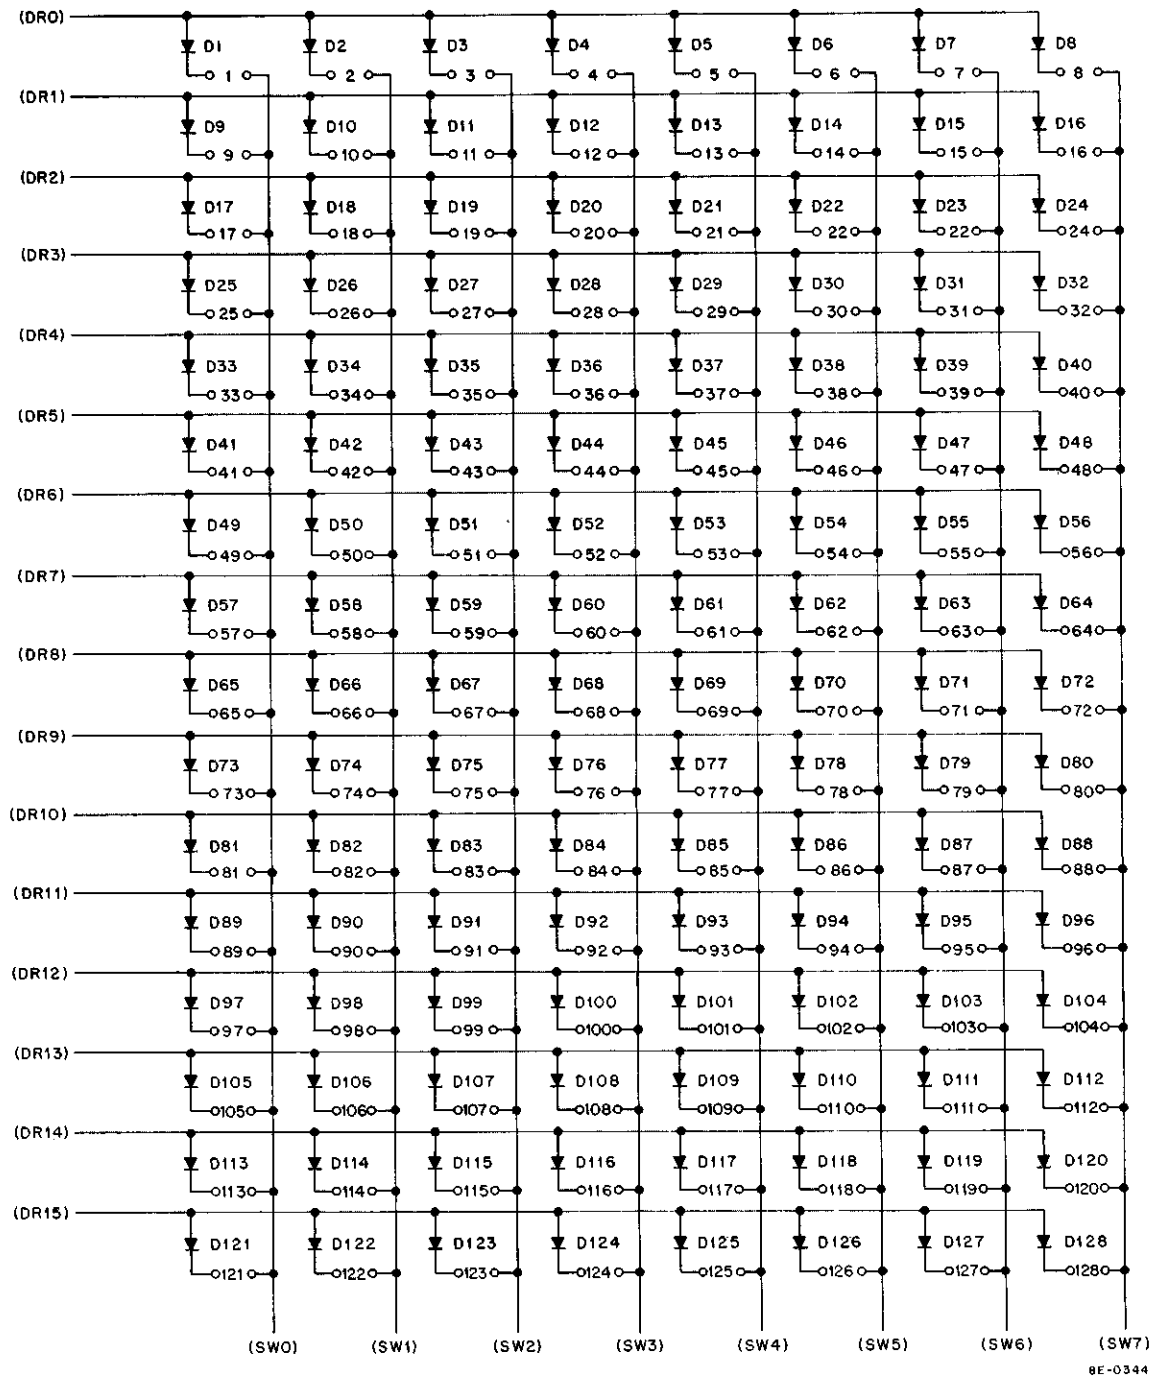 (DR0)
D1 D2 D3 D4 D5 D6 D7 D8
1 2 3 4 5 6 7 8
(DR1)
D9 D10 D11 D12 D13 D14 D15 D16
9 10 11 12 13 14 15 16
(DR2)
D17 D18 D19 D20 D21 D22 D23 D24
17 18 19 20 21 22 22 24
(DR3)
D25 D26 D27 D28 D29 D30 D31 D32
25 26 27 28 29 30 31 32
(DR4)
D33 D34 D35 D36 D37 D38 D39 D40
33 34 35 36 37 38 39 40
(DR5)
D41 D42 D43 D44 D45 D46 D47 D48
41 42 43 44 45 46 47 48
(DR6)
D49 D50 D51 D52 D53 D54 D55 D56
49 50 51 52 53 54 55 56
(DR7)
D57 D58 D59 D60 D61 D62 D63 D64
57 58 59 60 61 62 63 64
(DR8)
D65 D66 D67 D68 D69 D70 D71 D72
65 66 67 68 69 70 71 72
(DR9)
D73 D74 D75 D76 D77 D78 D79 D80
73 74 75 76 77 78 79 80
(DR10)
D81 D82 D83 D84 D85 D86 D87 D88
81 82 83 84 85 86 87 88
(DR11)
D89 D90 D91 D92 D93 D94 D95 D96
89 90 91 92 93 94 95 96
(DR12)
D97 D98 D99 D100 D101 D102 D103 D104
97 98 99 100 101 102 103 104
(DR13)
D105 D106 D107 D108 D109 D110 D111 D112
105 106 107 108 109 110 111 112
(DR14)
D113 D114 D115 D116 D117 D118 D119 D120
113 114 115 116 117 118 119 120
(DR15)
D121 D122 D123 D124 D125 D126 D127 D128
121 122 123 124 125 126 127 128
(SW0) (SW1) (SW2) (SW3) (SW4) (SW5) (SW6) (SW7)
8E-0344